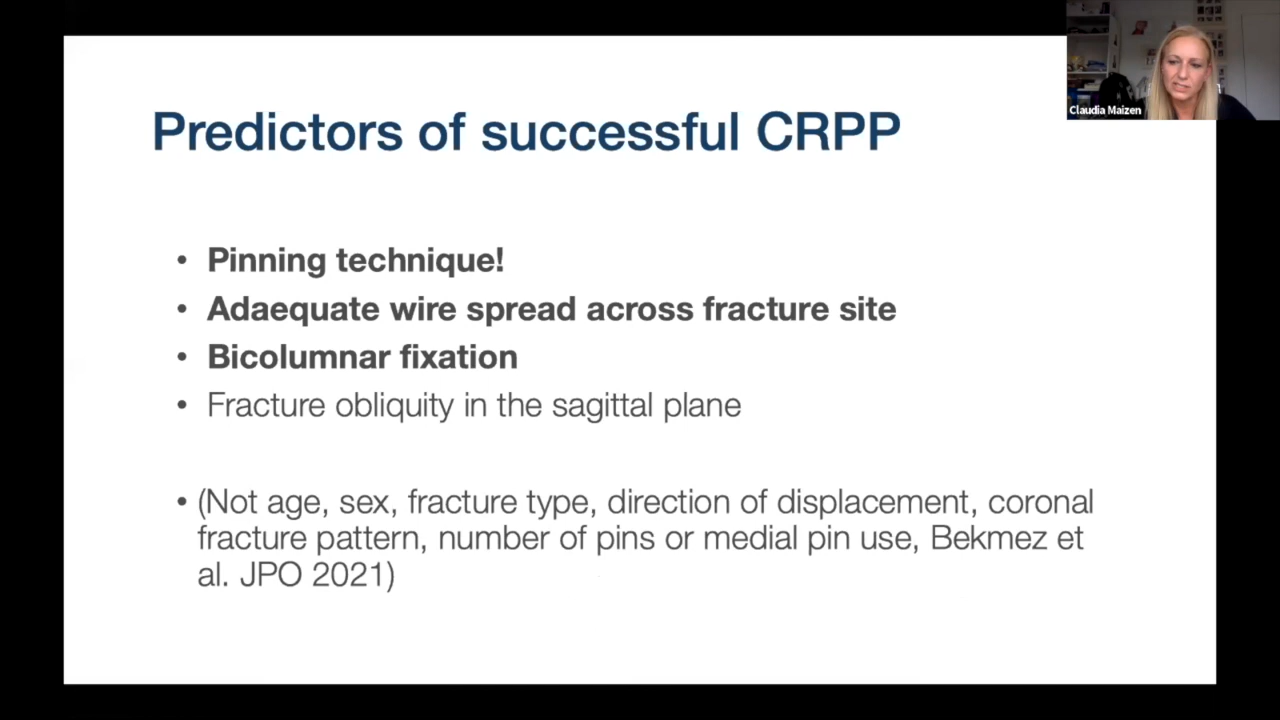 Claudia Maizen
Predictors of successful CRPP
• Pinning technique!
• Adaequate wire spread across fracture site
• Bicolumnar fixation
• Fracture obliquity in the sagittal plane
• (Not age, sex, fracture type, direction of displacement, coronal
fracture pattern, number of pins or medial pin use, Bekmez et
al. JPO 2021)